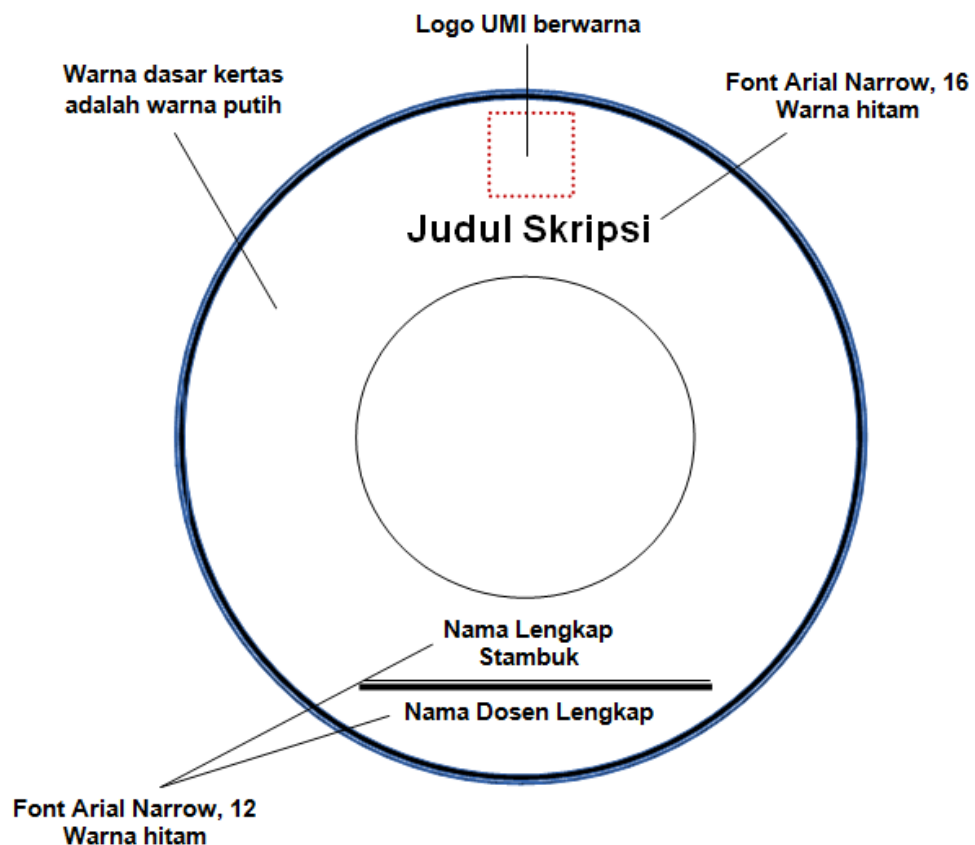 Logo UMI berwarna
Warna dasar kertas
adalah warna putih
Font Arial Narrow, 16
Warna hitam
Judul Skripsi
Nama Lengkap
Stambuk
Nama Dosen Lengkap
Font Arial Narrow, 12
Warna hitam